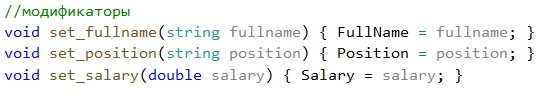 //модификаторы
void set_fullname(string fullname) { FullName = fullname; }
void set_position(string position) { Position = position; }
void set_salary(double salary) { Salary = salary; }